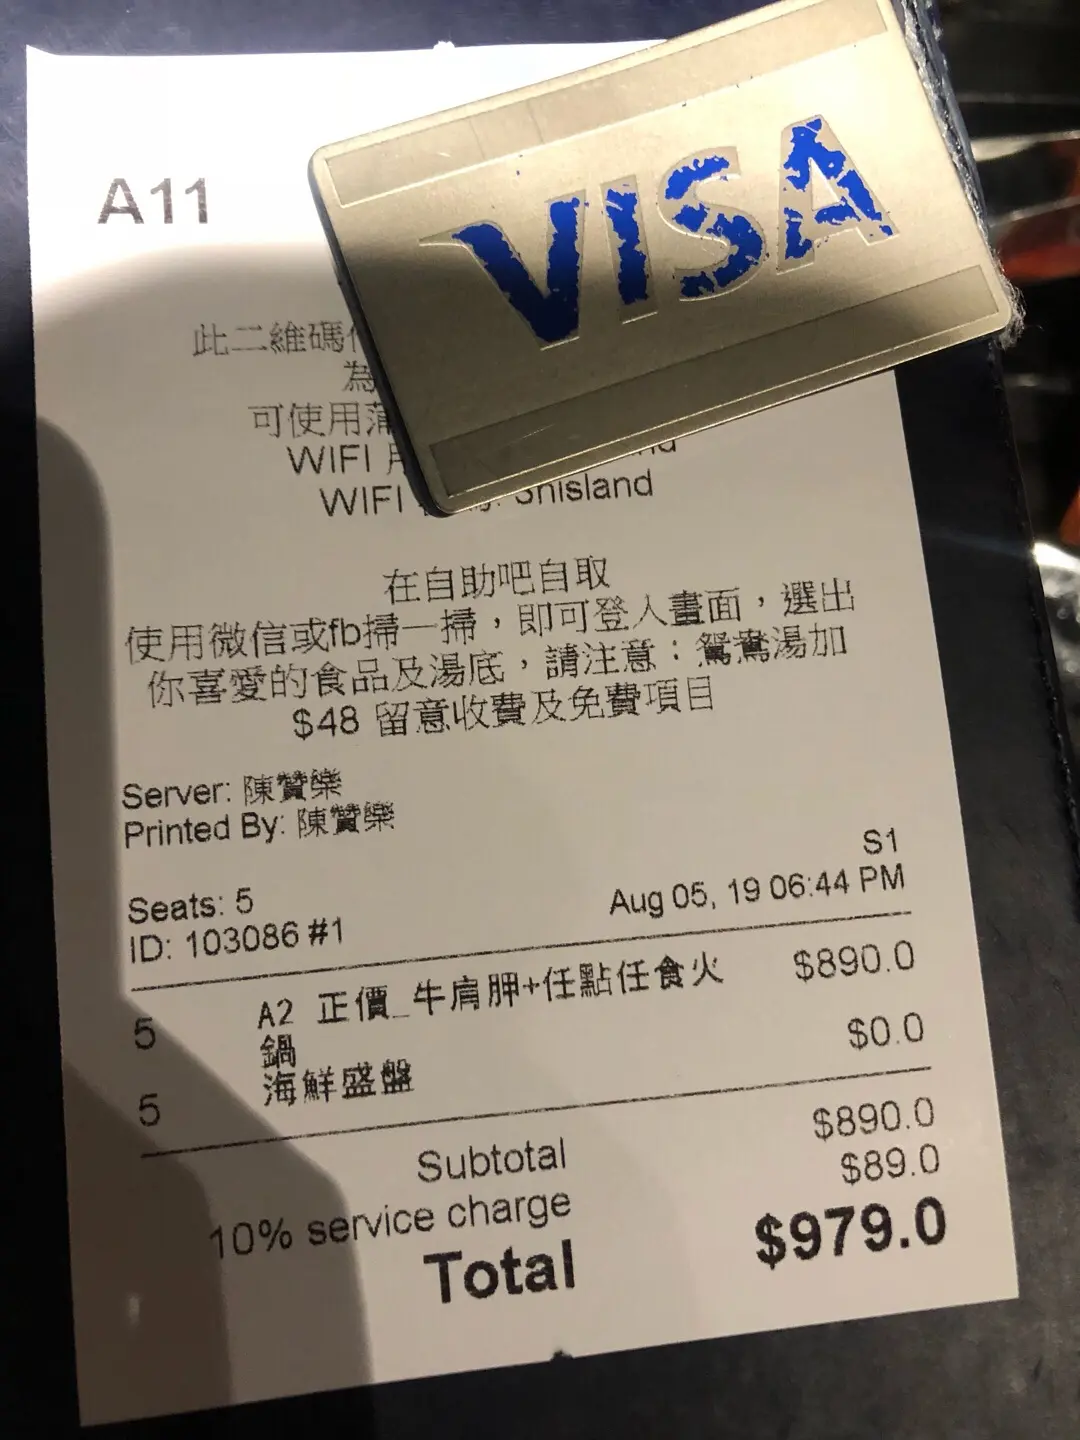 VISA
A11
此二維碼
為
可使用蒲
WIFI
WIFI : Shisland
在自助吧自取
使用微信或fb掃一掃，即可登入畫面，選出
你喜愛的食品及湯底，請注意：鴛鴦湯加
$48 留意收費及免費項目
Server: 陳贊樂
Printed By: 陳贊樂
S1
Seats: 5
Aug 05, 19 06:44 PM
ID: 103086 #1
5 A2 正價_牛肩胛+任點任食火 $890.0
鍋
5 海鮮盛盤 $0.0
Subtotal $890.0
10% service charge $89.0
Total $979.0